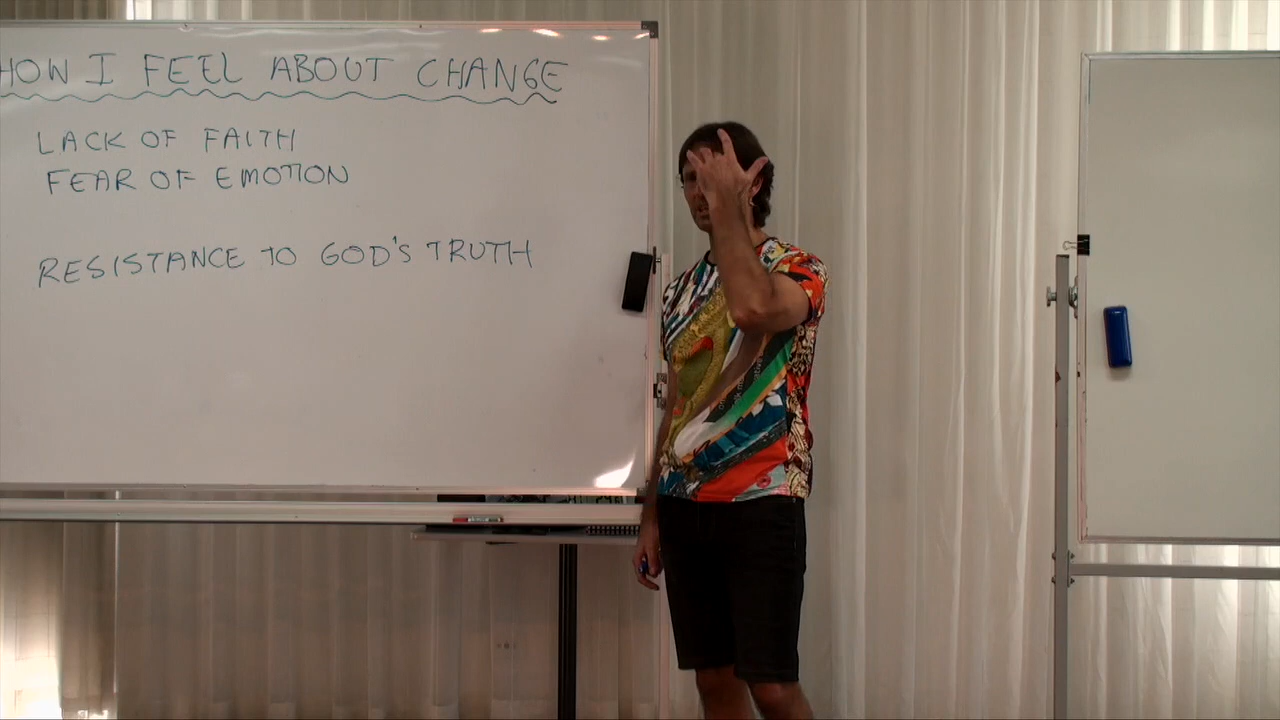 HOW I FEEL ABOUT CHANGE
LACK OF FAITH
FEAR OF EMOTION
RESISTANCE TO GOD'S TRUTH